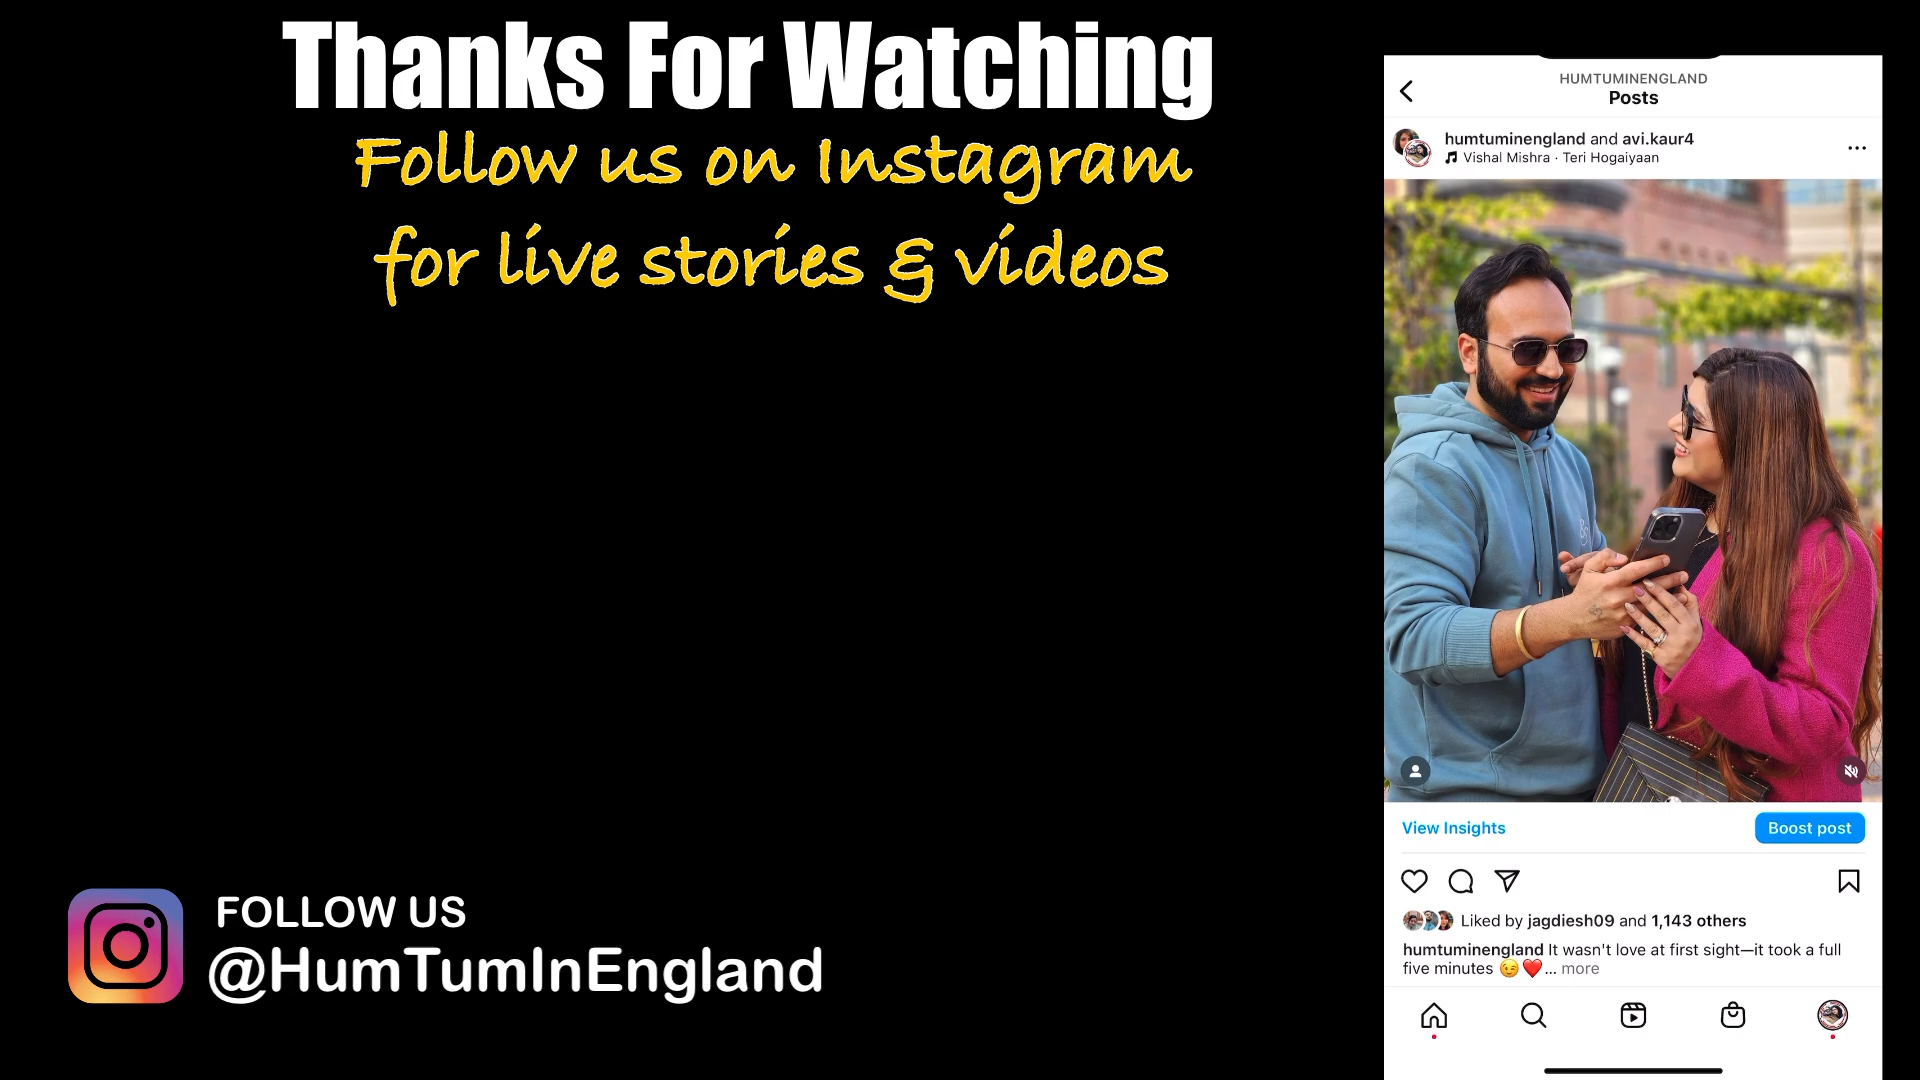 Thanks For Watching
Follow us on Instagram
for live stories & videos
FOLLOW US
@HumTumInEngland
HUMTUMINENGLAND
Posts
humtuminengland and avi.kaur4
Vishal Mishra · Teri Hogaiyaan
View Insights
Boost post
Liked by jagdiesh09 and 1,143 others
humtuminengland It wasn't love at first sight—it took a full
five minutes 😉❤️... more